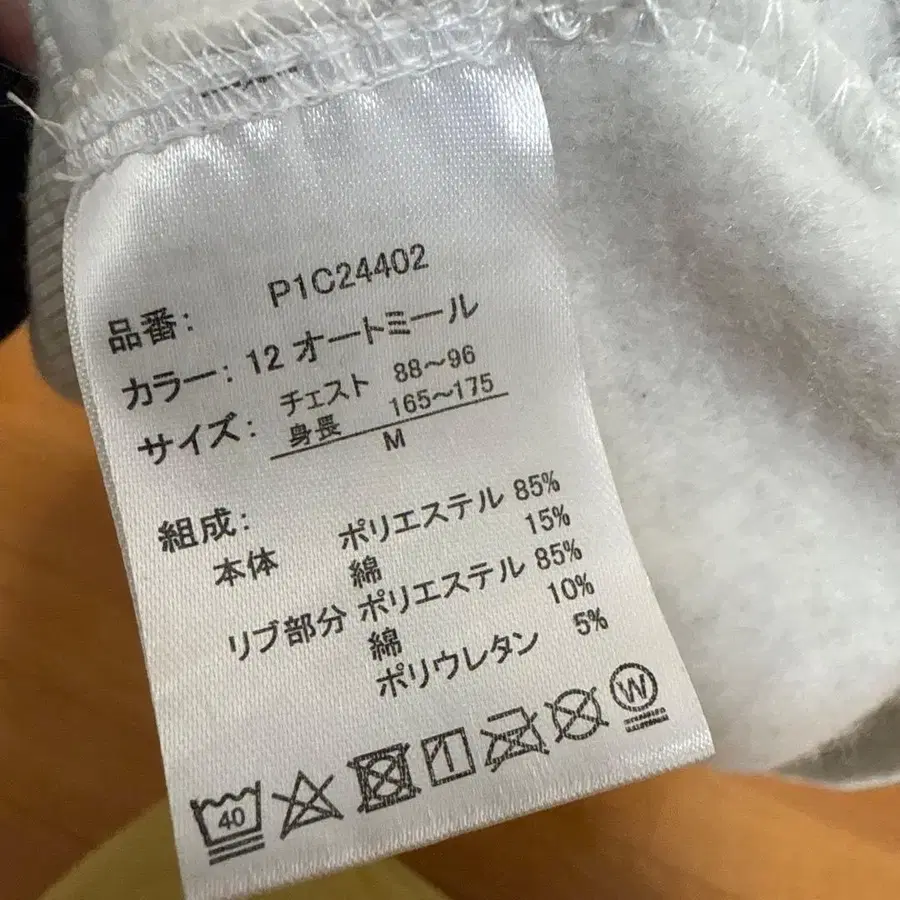 品番: P1C24402
カラー: 12 オートミール
サイズ: チェスト 88～96
身長 165～175
M
組成:
本体 ポリエステル 85%
綿 15%
リブ部分 ポリエステル 85%
綿 10%
ポリウレタン 5%
40 W